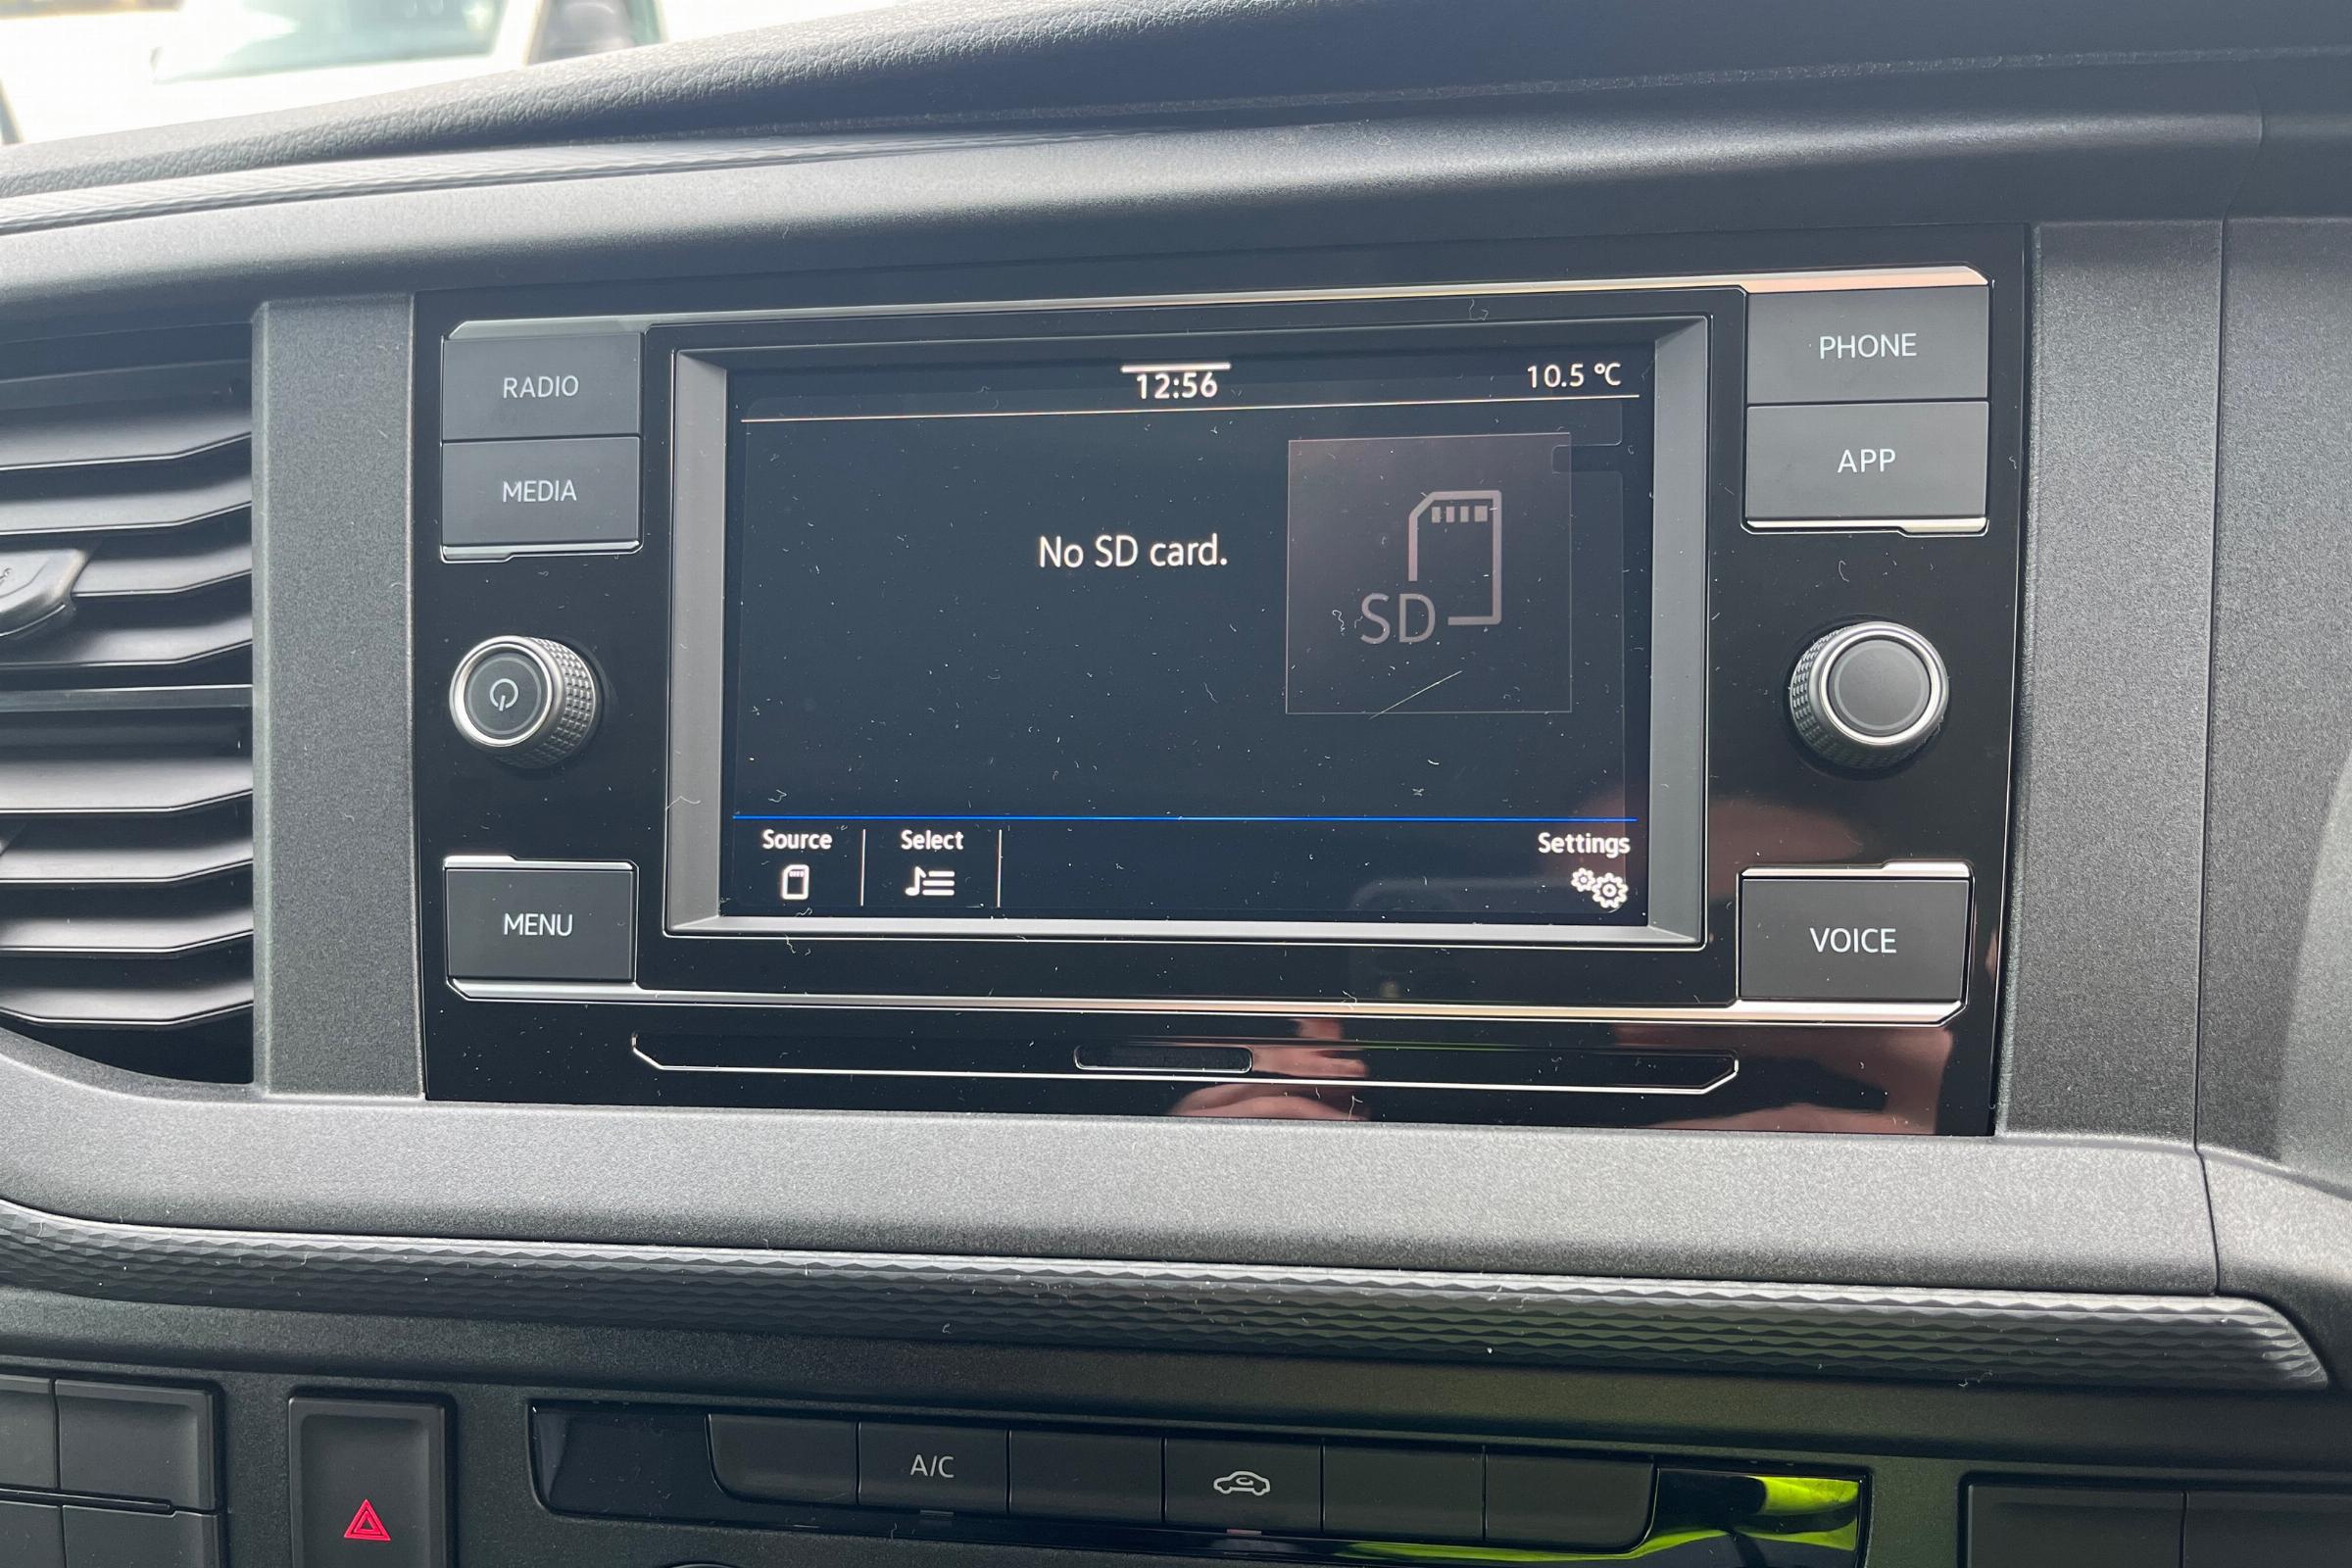 12:56
10.5 °C
RADIO
MEDIA
PHONE
APP
No SD card.
SD
Source
Select
Settings
MENU
VOICE
A/C